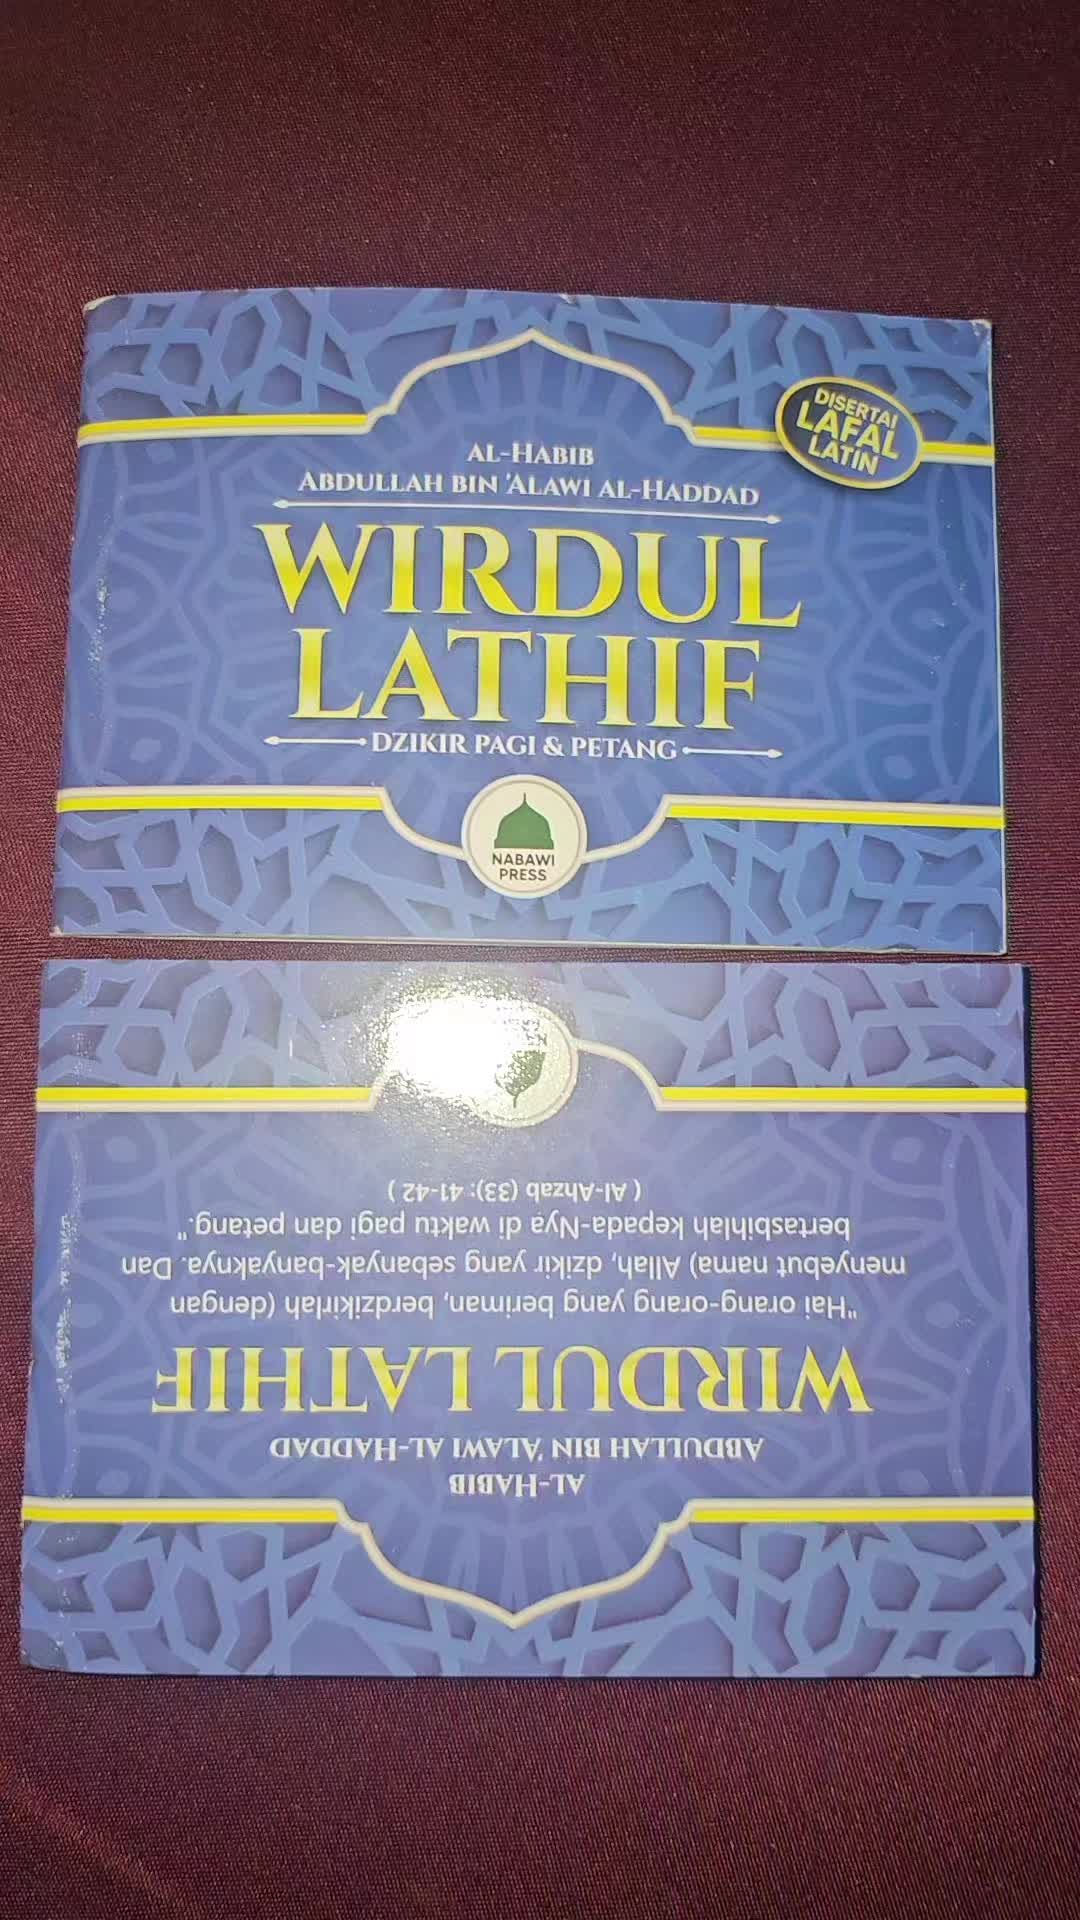 DISERTAI
LAFAL
LATIN
AL-HABIB
ABDULLAH BIN 'ALAWI AL-HADDAD
WIRDUL
LATHIF
DZIKIR PAGI & PETANG
NABAWI
PRESS
AL-HABIB
ABDULLAH BIN 'ALAWI AL-HADDAD
WIRDUL LATHIF
"Hai orang-orang yang beriman, berdzikirlah (dengan)
menyebut (nama) Allah, dzikir yang sebanyak-banyaknya. Dan
bertasbihlah kepada-Nya di waktu pagi dan petang."
( Al-Ahzab (33): 41-42 )